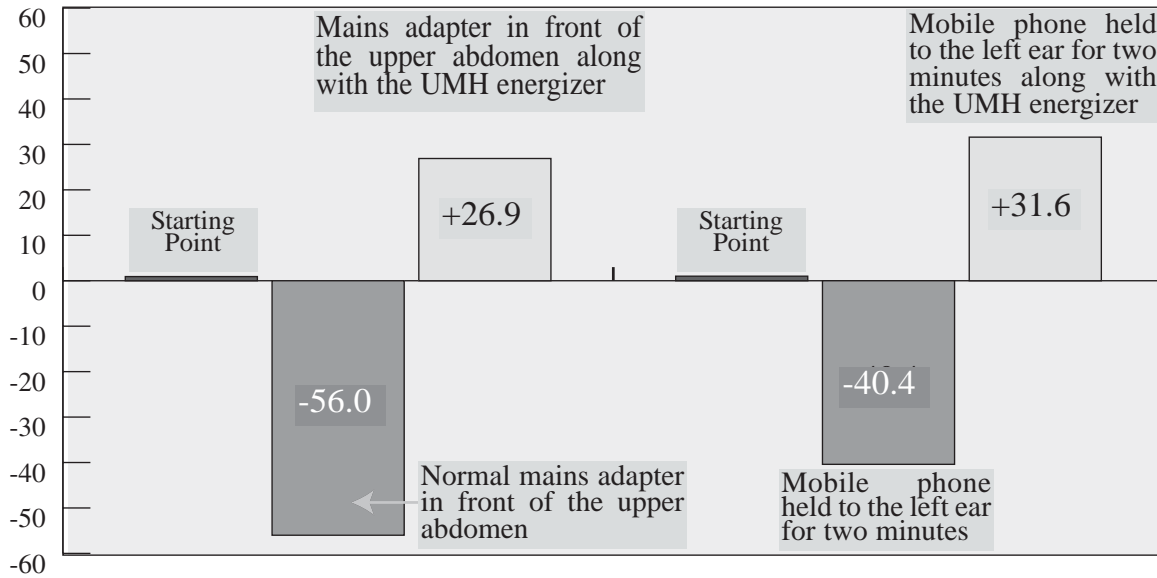 60
50
40
30
20
10
0
-10
-20
-30
-40
-50
-60
Mains adapter in front of
the upper abdomen along
with the UMH energizer
Mobile phone held
to the left ear for two
minutes along with
the UMH energizer
Starting
Point
+26.9
Starting
Point
+31.6
-56.0
-40.4
Normal mains adapter
in front of the upper
abdomen
Mobile phone
held to the left ear
for two minutes